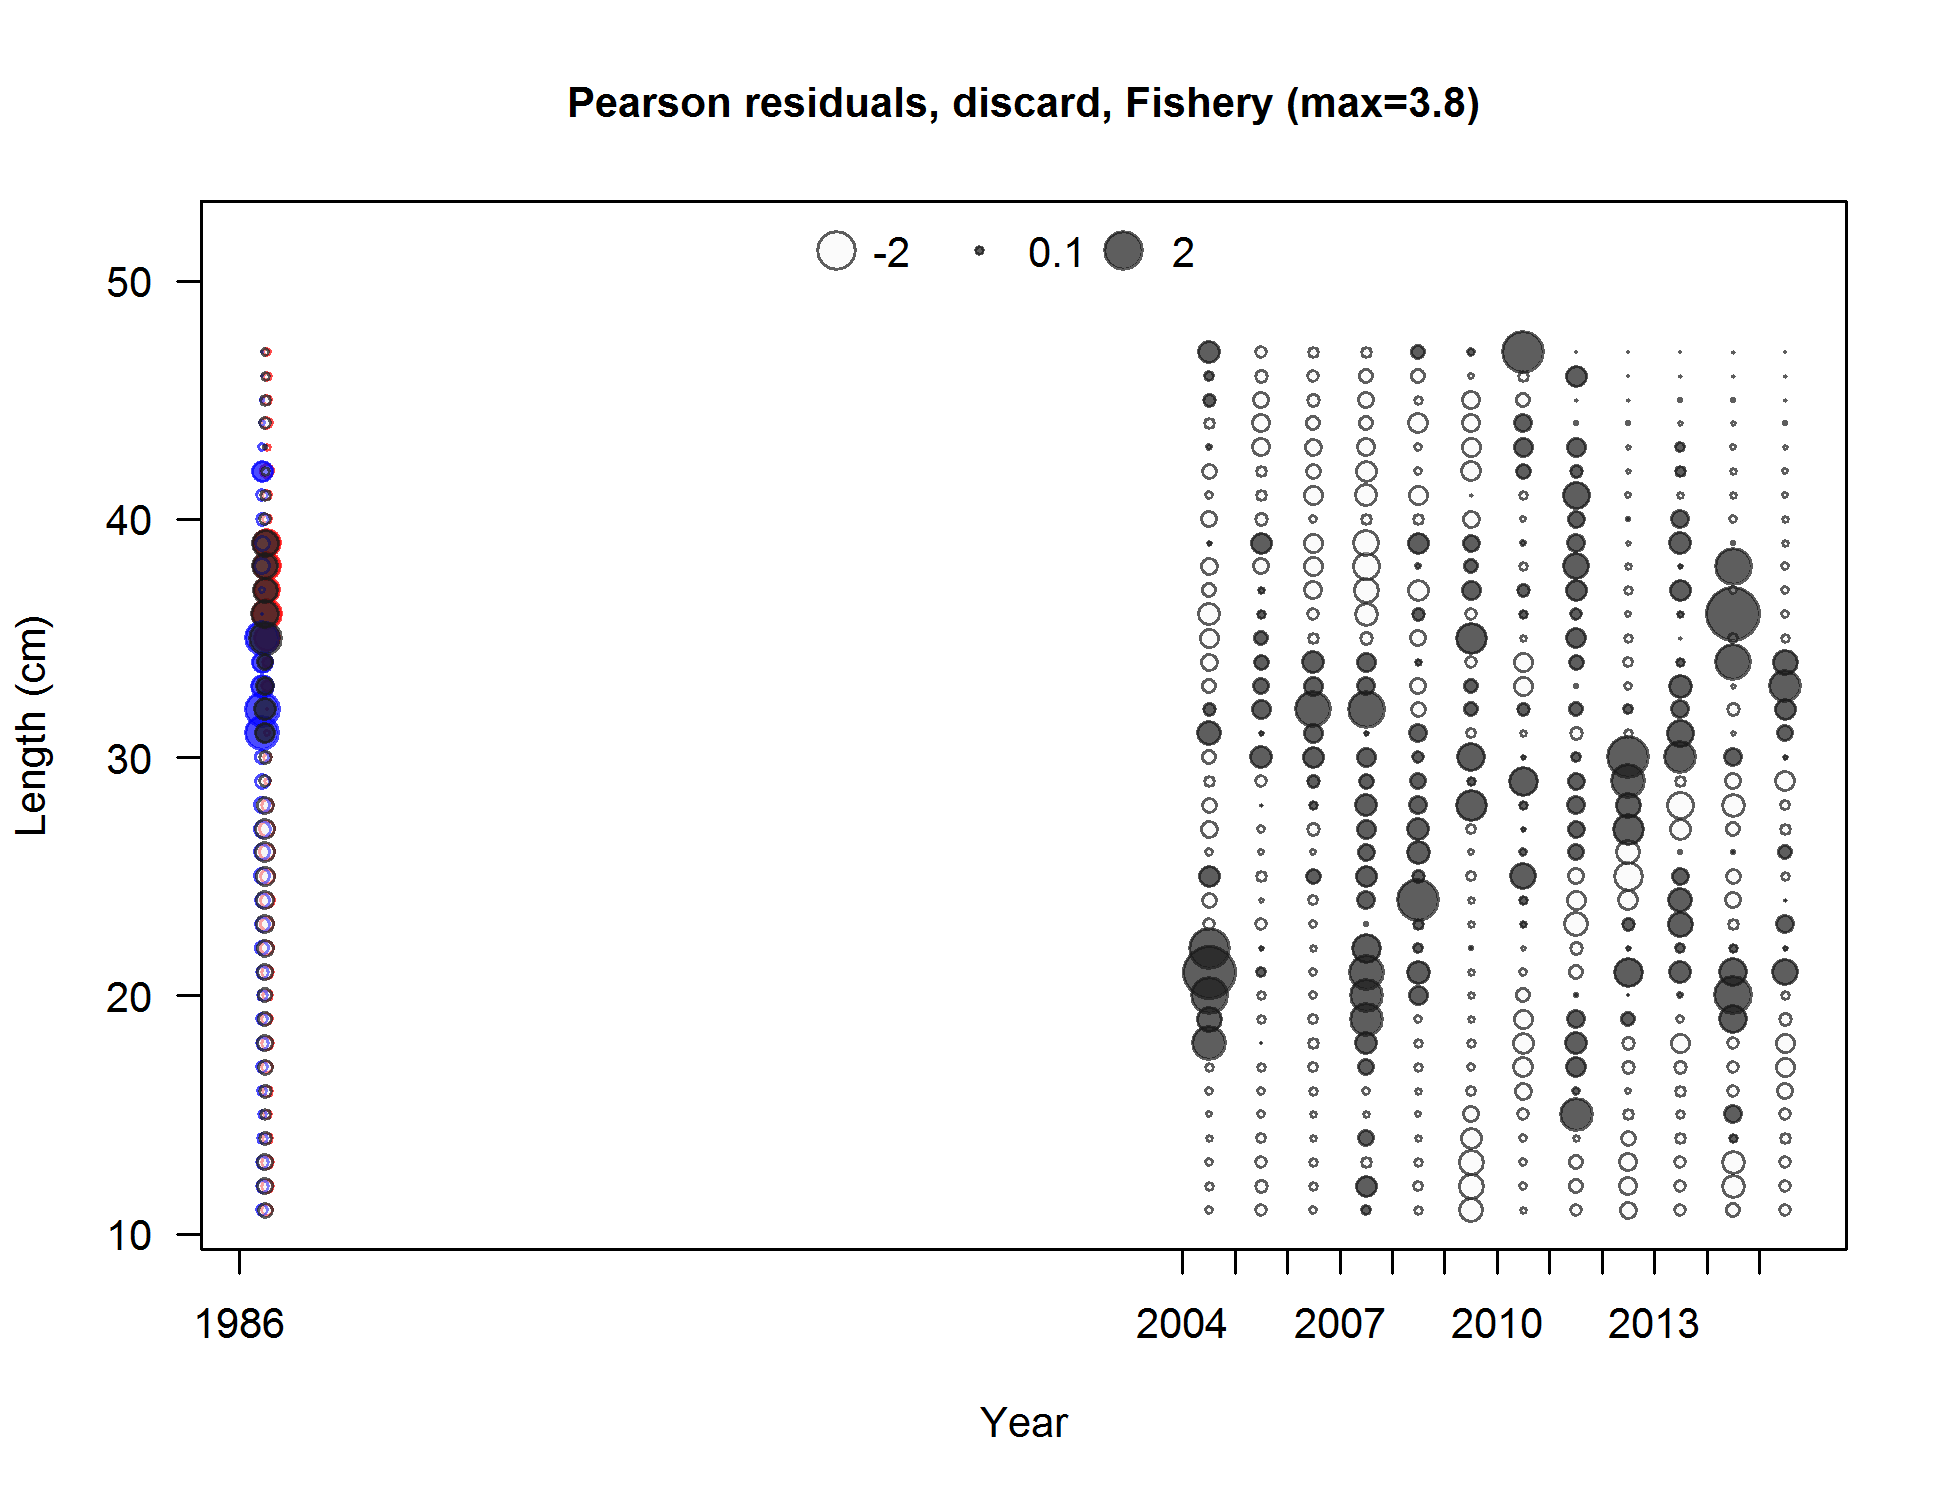 Pearson residuals, discard, Fishery (max=3.8)
-2 0.1 2
50
40
30
20
10
Length (cm)
1986 2004 2007 2010 2013
Year